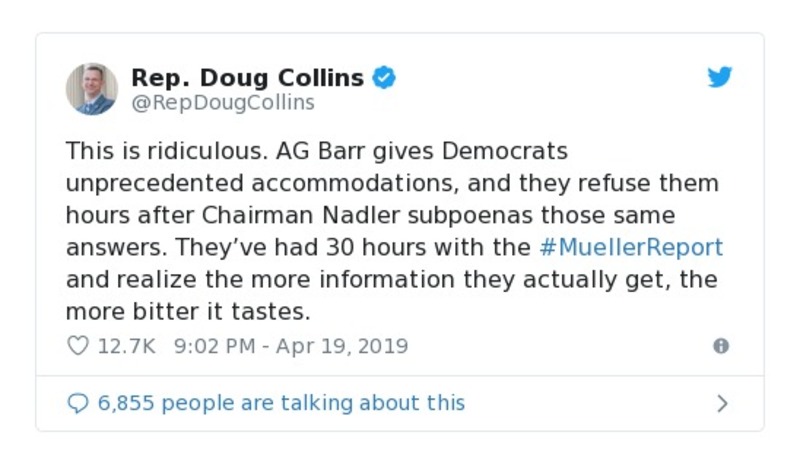 Rep. Doug Collins
@RepDougCollins
This is ridiculous. AG Barr gives Democrats
unprecedented accommodations, and they refuse them
hours after Chairman Nadler subpoenas those same
answers. They’ve had 30 hours with the #MuellerReport
and realize the more information they actually get, the
more bitter it tastes.
12.7K 9:02 PM - Apr 19, 2019
6,855 people are talking about this